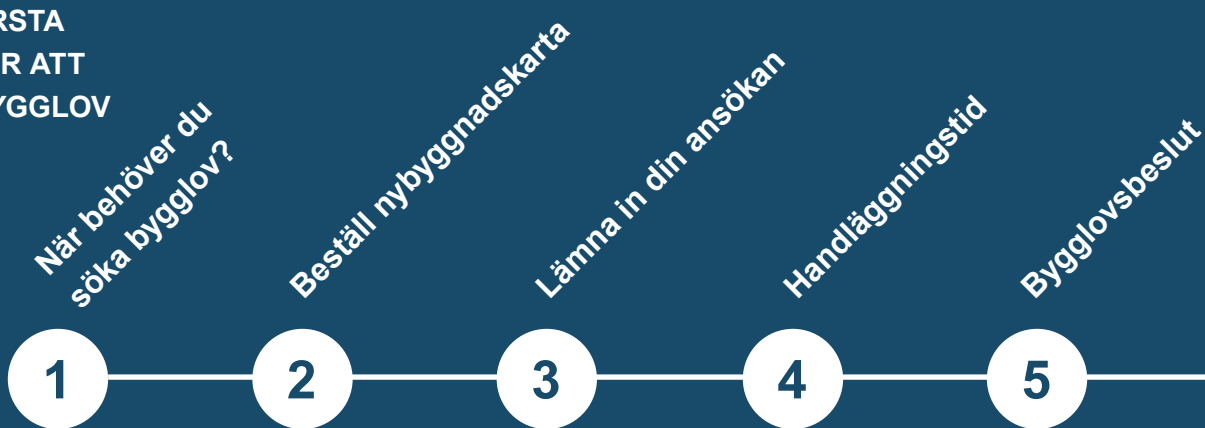 RSTA
R ATT
YGGLOV
När behöver du
söka bygglov?
Beställ nybyggnadskarta
Lämna in din ansökan
Handläggningstid
Bygglovsbeslut
1
2
3
4
5